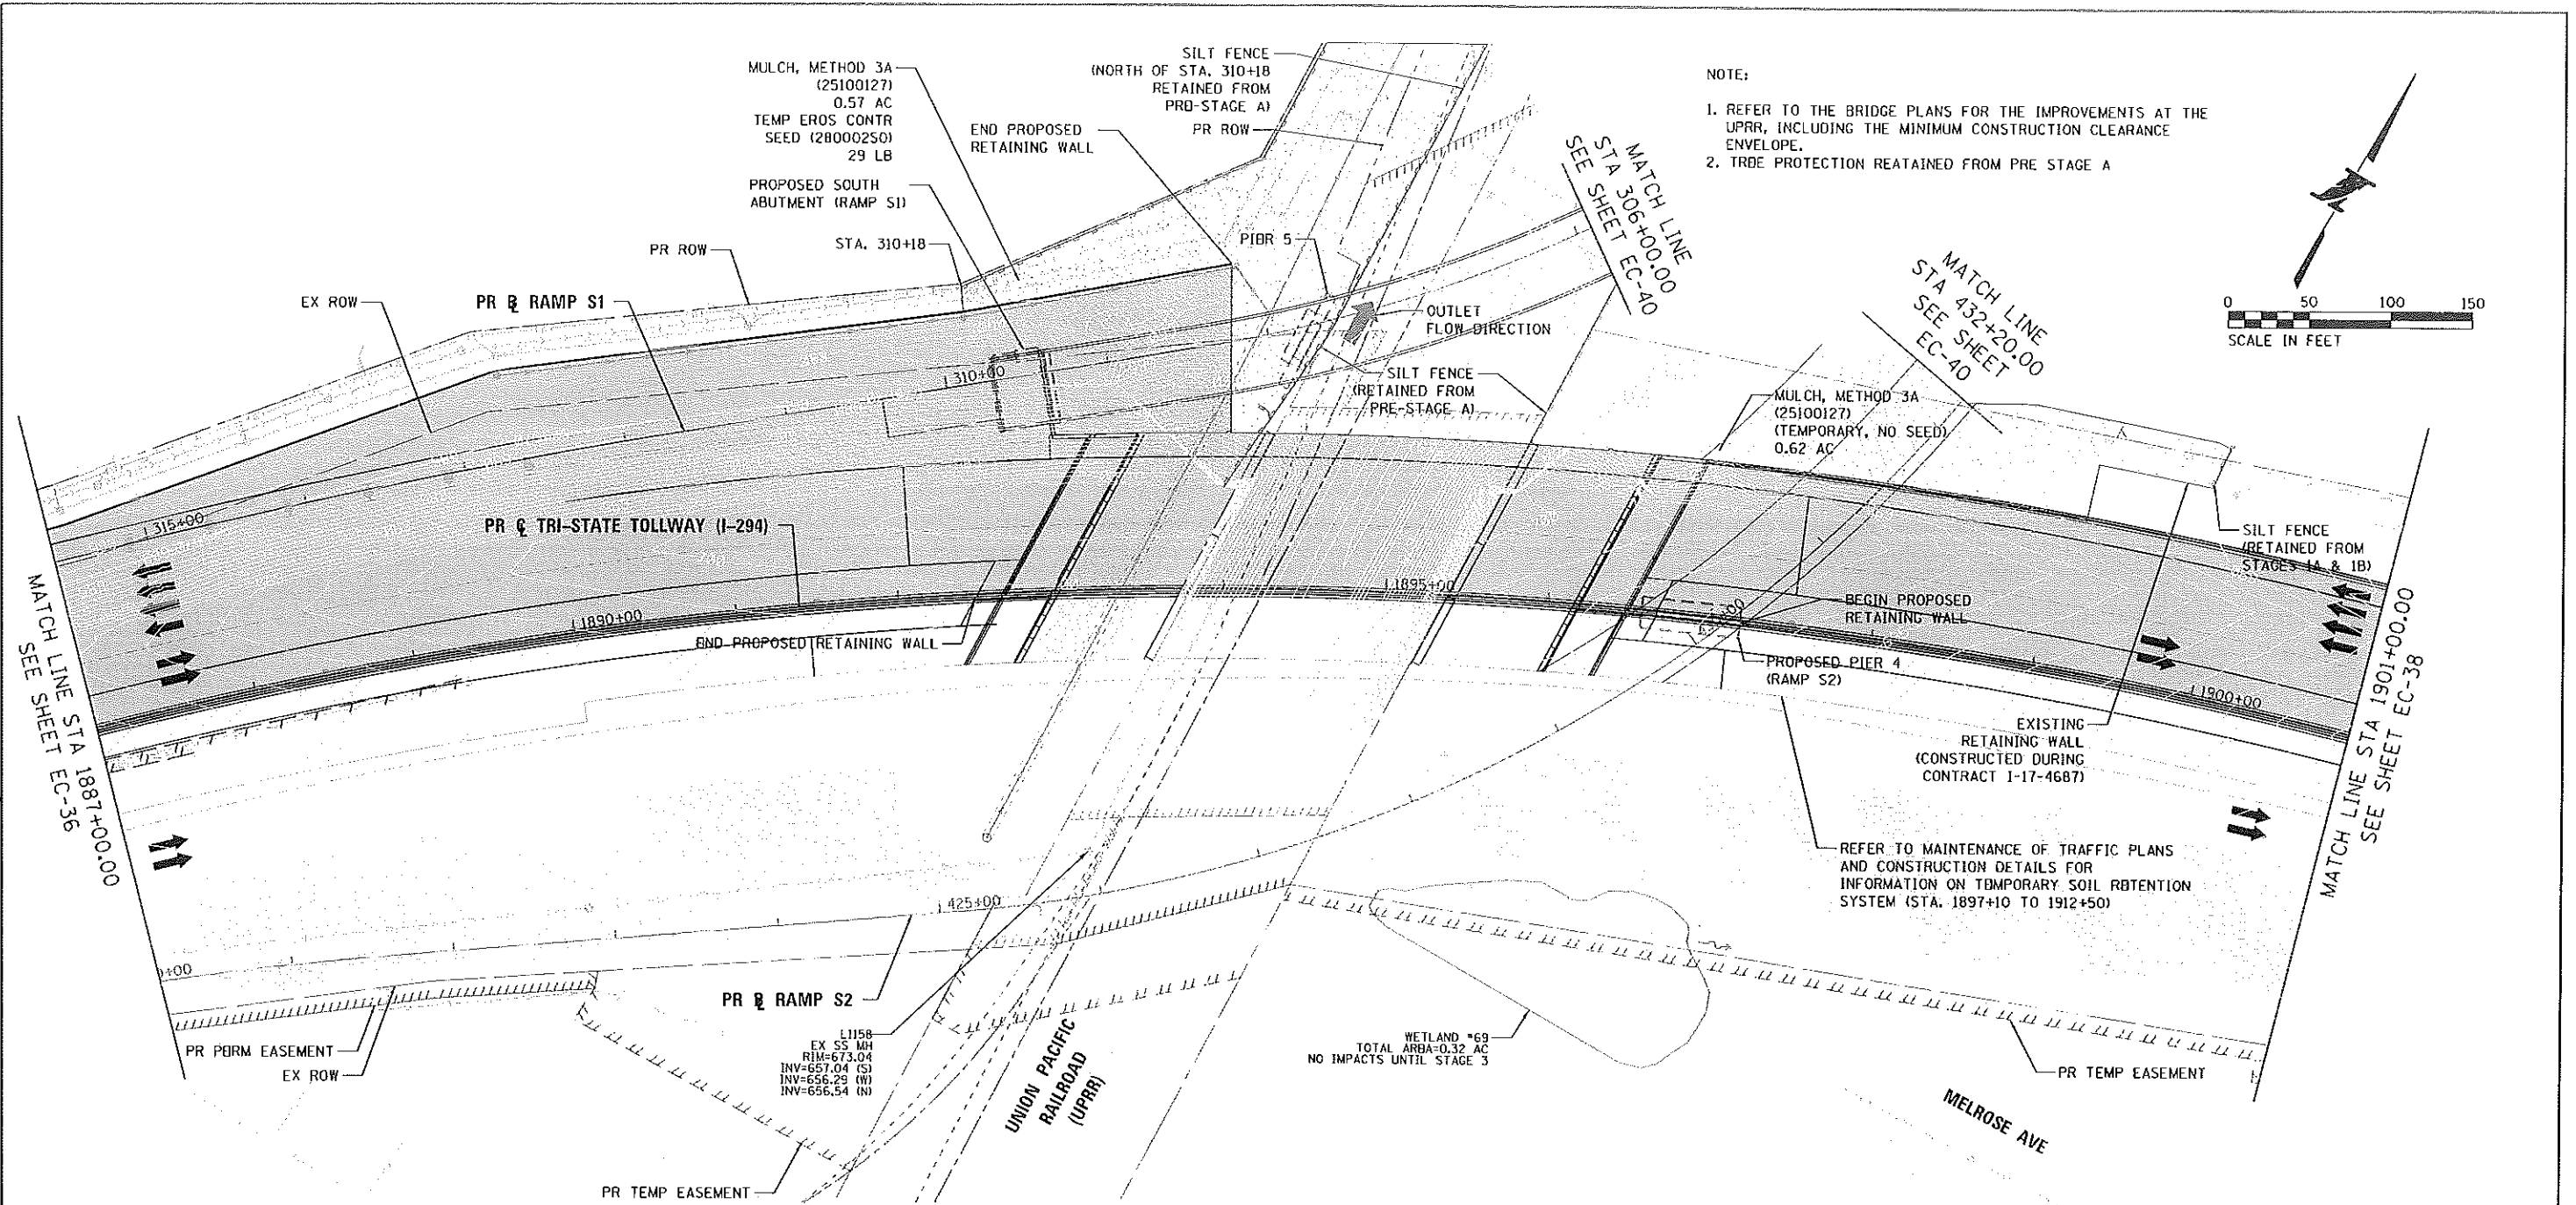 MULCH, METHOD 3A
(25100127)
0.57 AC
TEMP EROS CONTR
SEED (28000250)
29 LB
PROPOSED SOUTH
ABUTMENT (RAMP S1)
STA. 310+18
PR ROW
EX ROW
PR B RAMP S1
END PROPOSED
RETAINING WALL
SILT FENCE
(NORTH OF STA. 310+18
RETAINED FROM
PRE-STAGE A)
PR ROW
PIER 5
MATCH LINE
STA 306+00.00
SEE SHEET EC-40
OUTLET
FLOW DIRECTION
SILT FENCE
(RETAINED FROM
PRE-STAGE A)
NOTE:
1. REFER TO THE BRIDGE PLANS FOR THE IMPROVEMENTS AT THE
UPRR, INCLUDING THE MINIMUM CONSTRUCTION CLEARANCE
ENVELOPE.
2. TREE PROTECTION REATAINED FROM PRE STAGE A
0 50 100 150
SCALE IN FEET
MATCH LINE
STA 432+20.00
SEE SHEET
EC-40
MULCH, METHOD 3A
(25100127)
(TEMPORARY, NO SEED)
0.62 AC
SILT FENCE
(RETAINED FROM
STAGES 1A & 1B)
310+00
315+00
PR C TRI-STATE TOLLWAY (I-294)
1890+00
1895+00
1900+00
END PROPOSED RETAINING WALL
BEGIN PROPOSED
RETAINING WALL
PROPOSED PIER 4
(RAMP S2)
EXISTING
RETAINING WALL
(CONSTRUCTED DURING
CONTRACT I-17-4687)
MATCH LINE STA 1887+00.00
SEE SHEET EC-36
MATCH LINE STA 1901+00.00
SEE SHEET EC-38
REFER TO MAINTENANCE OF TRAFFIC PLANS
AND CONSTRUCTION DETAILS FOR
INFORMATION ON TEMPORARY SOIL RETENTION
SYSTEM (STA. 1897+10 TO 1912+50)
425+00
+00
PR B RAMP S2
PR PERM EASEMENT
EX ROW
L1158
EX SS MH
RIM=673.04
INV=657.04 (S)
INV=656.29 (W)
INV=656.54 (N)
UNION PACIFIC
RAILROAD
(UPRR)
WETLAND #69
TOTAL AREA=0.32 AC
NO IMPACTS UNTIL STAGE 3
PR TEMP EASEMENT
MELROSE AVE
PR TEMP EASEMENT